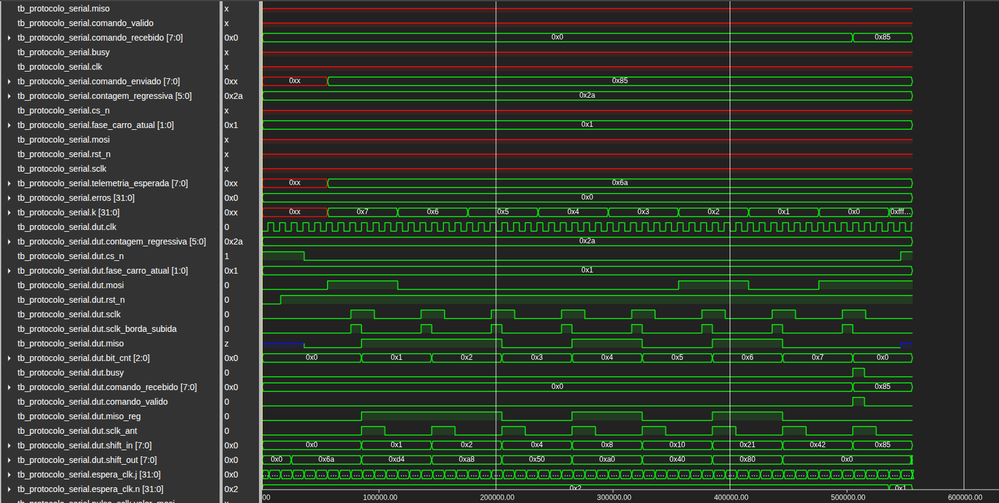 tb_protocolo_serial.miso x
tb_protocolo_serial.comando_valido x
tb_protocolo_serial.comando_recebido [7:0] 0x0 0x0 0x85
tb_protocolo_serial.busy x
tb_protocolo_serial.clk x
tb_protocolo_serial.comando_enviado [7:0] 0xx 0xx 0x85
tb_protocolo_serial.contagem_regressiva [5:0] 0x2a 0x2a
tb_protocolo_serial.cs_n x
tb_protocolo_serial.fase_carro_atual [1:0] 0x1 0x1
tb_protocolo_serial.mosi x
tb_protocolo_serial.rst_n x
tb_protocolo_serial.sclk x
tb_protocolo_serial.telemetria_esperada [7:0] 0xx 0xx 0x6a
tb_protocolo_serial.erros [31:0] 0x0 0x0
tb_protocolo_serial.k [31:0] 0xx 0xx 0x7 0x6 0x5 0x4 0x3 0x2 0x1 0x0 0xfff...
tb_protocolo_serial.dut.clk 0
tb_protocolo_serial.dut.contagem_regressiva [5:0] 0x2a 0x2a
tb_protocolo_serial.dut.cs_n 1
tb_protocolo_serial.dut.fase_carro_atual [1:0] 0x1 0x1
tb_protocolo_serial.dut.mosi 0
tb_protocolo_serial.dut.rst_n 0
tb_protocolo_serial.dut.sclk 0
tb_protocolo_serial.dut.sclk_borda_subida 0
tb_protocolo_serial.dut.miso z
tb_protocolo_serial.dut.bit_cnt [2:0] 0x0 0x0 0x1 0x2 0x3 0x4 0x5 0x6 0x7 0x0
tb_protocolo_serial.dut.busy 0
tb_protocolo_serial.dut.comando_recebido [7:0] 0x0 0x0 0x85
tb_protocolo_serial.dut.comando_valido 0
tb_protocolo_serial.dut.miso_reg 0
tb_protocolo_serial.dut.sclk_ant 0
tb_protocolo_serial.dut.shift_in [7:0] 0x0 0x0 0x1 0x2 0x4 0x8 0x10 0x21 0x42 0x85
tb_protocolo_serial.dut.shift_out [7:0] 0x0 0x0 0x6a 0xd4 0xa8 0x50 0xa0 0x40 0x80 0x0
tb_protocolo_serial.espera_clk.j [31:0] 0x0
tb_protocolo_serial.espera_clk.n [31:0] 0x2 0x2 0x1
00 100000.00 200000.00 300000.00 400000.00 500000.00 600000.00